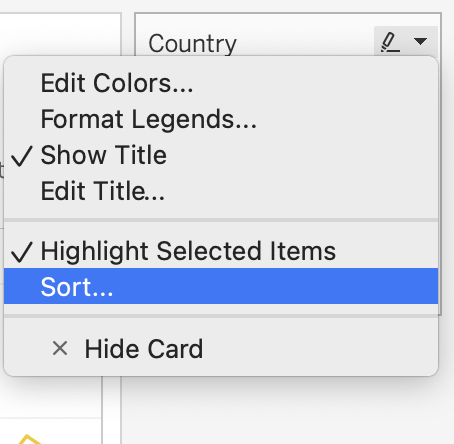 Country
Edit Colors...
Format Legends...
Show Title
Edit Title...
Highlight Selected Items
Sort...
Hide Card